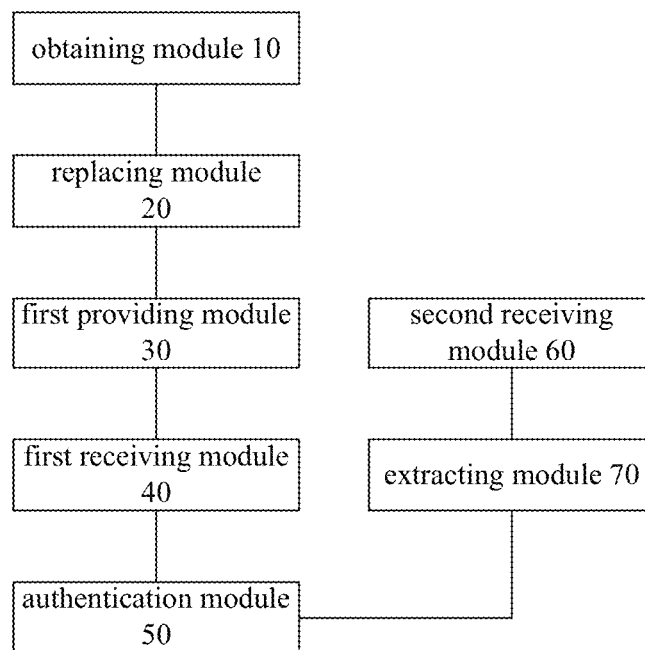 obtaining module 10
replacing module
20
first providing module
30
second receiving
module 60
first receiving module
40
extracting module 70
authentication module
50